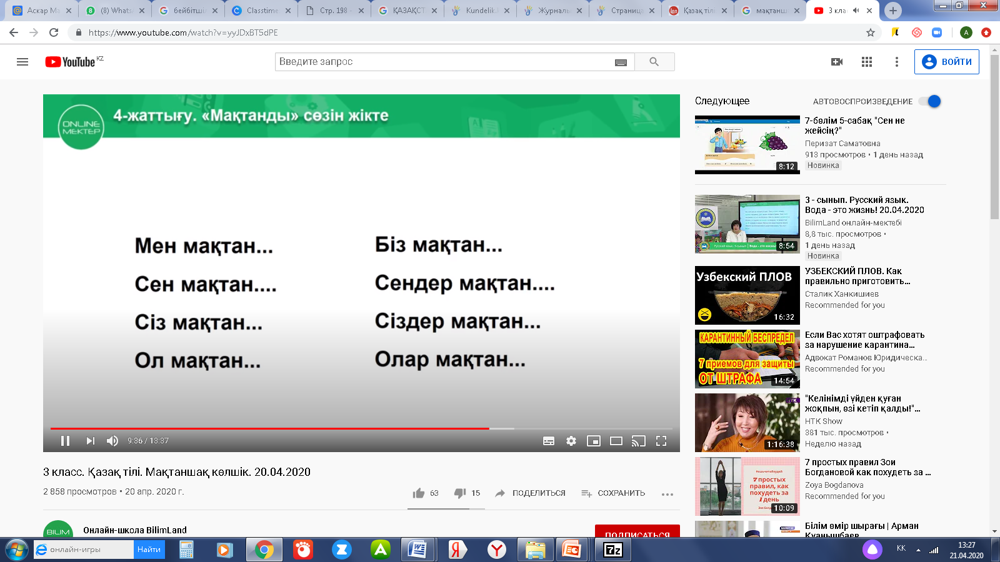 Аскар Ма
(8) Whats
бейбітші
Classtime
Стр. 198 -
ҚАЗАҚСТ
Kundelik.
Журналы
Страница
Қазақ тілі
мақтанш
3 клас
https://www.youtube.com/watch?v=yyJDxBT5dPE
YouTube KZ
Введите запрос
ВОЙТИ
ONLINE
МЕКТЕР
4-жаттығу. «Мақтанды» сөзін жікте
Мен мақтан...
Сен мақтан....
Сіз мақтан...
Ол мақтан...
Біз мақтан...
Сендер мақтан....
Сіздер мақтан...
Олар мақтан...
9:36 / 13:37
3 класс. Қазақ тілі. Мақтаншақ көлшік. 20.04.2020
2 858 просмотров • 20 апр. 2020 г.
63
15
ПОДЕЛИТЬСЯ
СОХРАНИТЬ
BILIM
Онлайн-школа BilimLand
ПОДПИСАТЬСЯ
Следующее
АВТОВОСПРОИЗВЕДЕНИЕ
8:12
7-бөлім 5-сабақ "Сен не
жейсің?"
Перизат Саматовна
913 просмотров • 1 день назад
Новинка
8:54
3 - сынып. Русский язык.
Вода - это жизнь! 20.04.2020
BilimLand онлайн-мектебі
8,8 тыс. просмотров •
1 день назад
Новинка
Узбекский ПЛОВ
16:32
УЗБЕКСКИЙ ПЛОВ. Как
правильно приготовить...
Сталик Ханкишиев
Recommended for you
КАРАНТИННЫЙ БЕСПРЕДЕЛ
7 приемов для защиты
ОТ ШТРАФА
14:54
Если Вас хотят оштрафовать
за нарушение карантина...
Адвокат Романов Юридическа...
Recommended for you
1:16:38
"Келінімді үйден қуған
жоқпын, өзі кетіп қалды!"...
НТК Show
381 тыс. просмотров •
Неделю назад
7 простых
правил, как
похудеть за
1 день
10:09
7 простых правил Зои
Богдановой как похудеть за ...
Zoya Bogdanova
Recommended for you
Білім өмір шырағы | Арман
Қуанышбаев
онлайн-игры
Найти
KK
13:27
21.04.2020